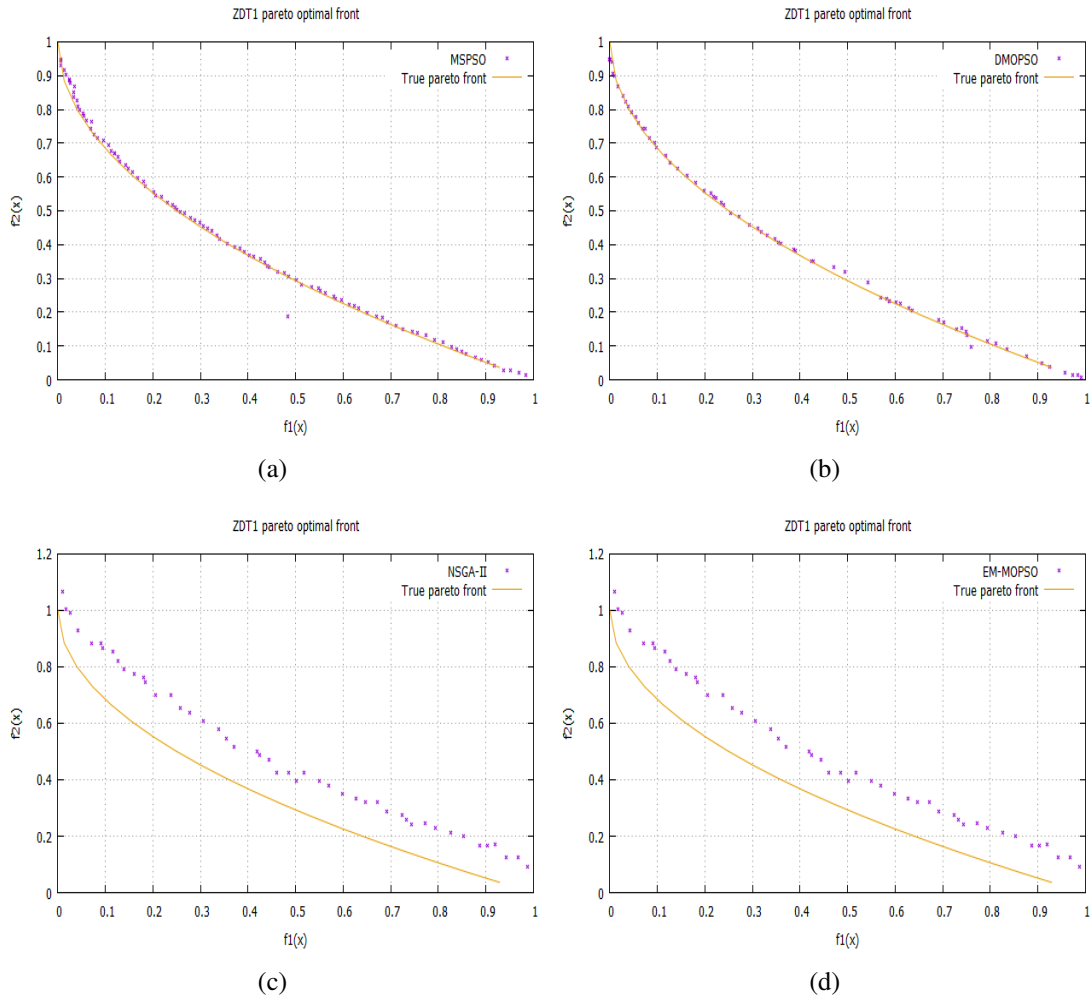 ZDT1 pareto optimal front
MSPSO
True pareto front
f2(x)
1
0.9
0.8
0.7
0.6
0.5
0.4
0.3
0.2
0.1
0
0 0.1 0.2 0.3 0.4 0.5 0.6 0.7 0.8 0.9 1
f1(x)
(a)
ZDT1 pareto optimal front
DMOPSO
True pareto front
f2(x)
1
0.9
0.8
0.7
0.6
0.5
0.4
0.3
0.2
0.1
0
0 0.1 0.2 0.3 0.4 0.5 0.6 0.7 0.8 0.9 1
f1(x)
(b)
ZDT1 pareto optimal front
NSGA-II
True pareto front
f2(x)
1.2
1
0.8
0.6
0.4
0.2
0
0 0.1 0.2 0.3 0.4 0.5 0.6 0.7 0.8 0.9 1
f1(x)
(c)
ZDT1 pareto optimal front
EM-MOPSO
True pareto front
f2(x)
1.2
1
0.8
0.6
0.4
0.2
0
0 0.1 0.2 0.3 0.4 0.5 0.6 0.7 0.8 0.9 1
f1(x)
(d)